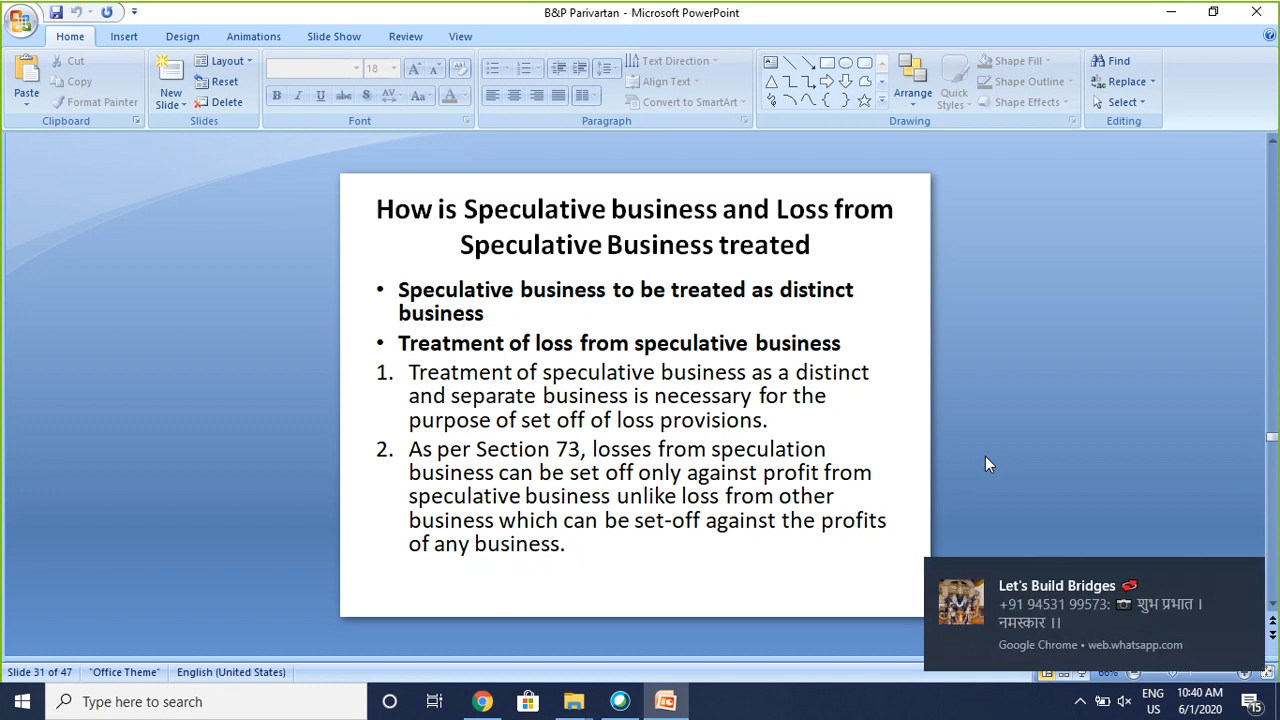 B&P Parivartan - Microsoft PowerPoint
Home Insert Design Animations Slide Show Review View
Paste
Cut
Copy
Format Painter
Clipboard
New Slide
Layout
Reset
Delete
Slides
18
B I U abc S AV Aa A
Font
Text Direction
Align Text
Convert to SmartArt
Paragraph
Arrange
Quick Styles
Shape Fill
Shape Outline
Shape Effects
Drawing
Find
Replace
Select
Editing
How is Speculative business and Loss from
Speculative Business treated
• Speculative business to be treated as distinct
business
• Treatment of loss from speculative business
1. Treatment of speculative business as a distinct
and separate business is necessary for the
purpose of set off of loss provisions.
2. As per Section 73, losses from speculation
business can be set off only against profit from
speculative business unlike loss from other
business which can be set-off against the profits
of any business.
Let's Build Bridges
+91 94531 99573: शुभ प्रभात ।
नमस्कार ।।
Google Chrome • web.whatsapp.com
Slide 31 of 47 "Office Theme" English (United States)
Type here to search
ENG
US
10:40 AM
6/1/2020
15